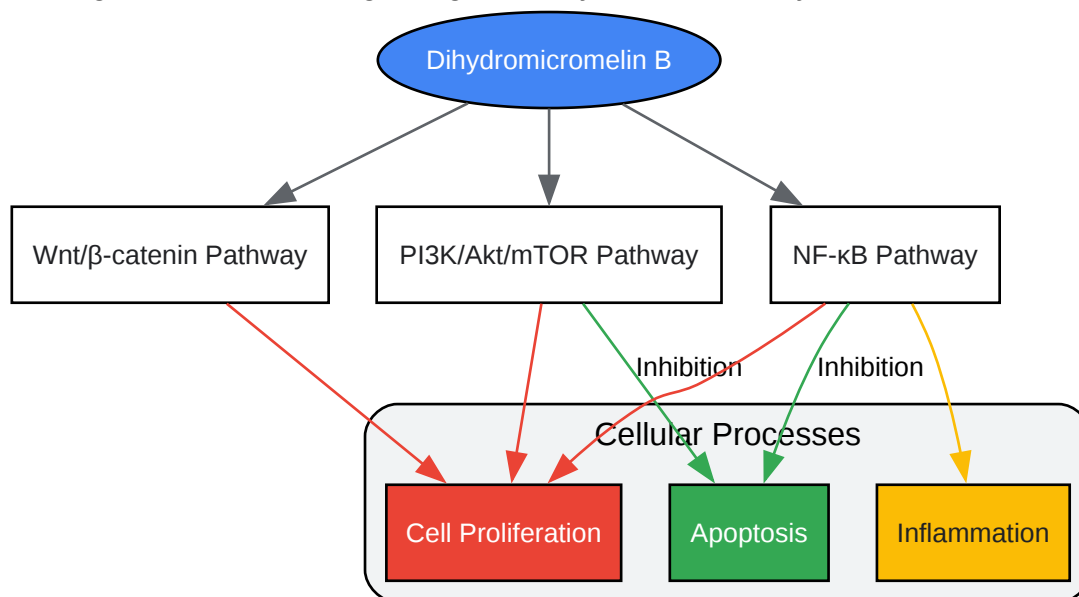 Dihydromicromelin B
Wnt/β-catenin Pathway
PI3K/Akt/mTOR Pathway
NF-κB Pathway
Inhibition
Inhibition
Cellular Processes
Cell Proliferation
Apoptosis
Inflammation